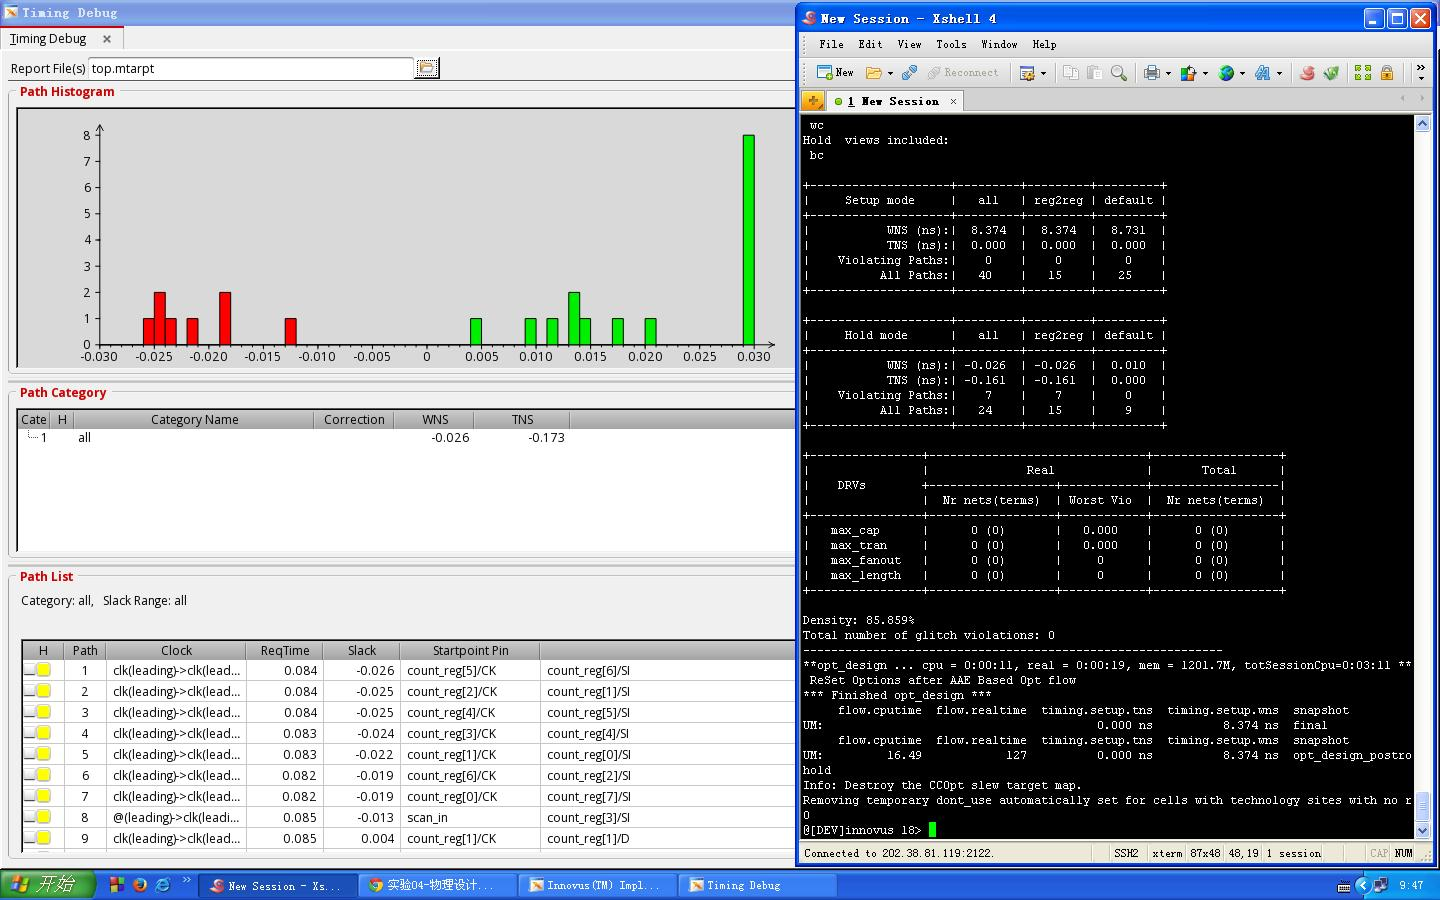 Timing Debug
Timing Debug
Report File(s) top.mtarpt
Path Histogram
8
7
6
5
4
3
2
1
0
-0.030 -0.025 -0.020 -0.015 -0.010 -0.005 0 0.005 0.010 0.015 0.020 0.025 0.030
Path Category
Cate H Category Name Correction WNS TNS
1 all -0.026 -0.173
Path List
Category: all, Slack Range: all
H Path Clock ReqTime Slack Startpoint Pin
1 clk(leading)->clk(lead... 0.084 -0.026 count_reg[5]/CK count_reg[6]/SI
2 clk(leading)->clk(lead... 0.084 -0.025 count_reg[2]/CK count_reg[1]/SI
3 clk(leading)->clk(lead... 0.084 -0.025 count_reg[4]/CK count_reg[5]/SI
4 clk(leading)->clk(lead... 0.083 -0.024 count_reg[3]/CK count_reg[4]/SI
5 clk(leading)->clk(lead... 0.083 -0.022 count_reg[1]/CK count_reg[0]/SI
6 clk(leading)->clk(lead... 0.082 -0.019 count_reg[6]/CK count_reg[2]/SI
7 clk(leading)->clk(lead... 0.082 -0.019 count_reg[0]/CK count_reg[7]/SI
8 @(leading)->clk(leadi... 0.085 -0.013 scan_in count_reg[3]/SI
9 clk(leading)->clk(lead... 0.085 0.004 count_reg[1]/CK count_reg[1]/D
New Session - Xshell 4
File Edit View Tools Window Help
New Reconnect
1 New Session
wc
Hold views included:
bc
Setup mode | all | reg2reg | default |
WNS (ns):| 8.374 | 8.374 | 8.731 |
TNS (ns):| 0.000 | 0.000 | 0.000 |
Violating Paths:| 0 | 0 | 0 |
All Paths:| 40 | 15 | 25 |
Hold mode | all | reg2reg | default |
WNS (ns):| -0.026 | -0.026 | 0.010 |
TNS (ns):| -0.161 | -0.161 | 0.000 |
Violating Paths:| 7 | 7 | 0 |
All Paths:| 24 | 15 | 9 |
| | Real | Total |
| DRVs
| | Nr nets(terms) | Worst Vio | Nr nets(terms) |
| max_cap | 0 (0) | 0.000 | 0 (0) |
| max_tran | 0 (0) | 0.000 | 0 (0) |
| max_fanout | 0 (0) | 0 | 0 (0) |
| max_length | 0 (0) | 0 | 0 (0) |
Density: 85.859%
Total number of glitch violations: 0
**opt_design ... cpu = 0:00:11, real = 0:00:19, mem = 1201.7M, totSessionCpu=0:03:11 **
ReSet Options after AAE Based Opt flow
*** Finished opt_design ***
flow.cputime flow.realtime timing.setup.tns timing.setup.wns snapshot
UM: 0.000 ns 8.374 ns final
flow.cputime flow.realtime timing.setup.tns timing.setup.wns snapshot
UM: 16.49 127 0.000 ns 8.374 ns opt_design_postro
hold
Info: Destroy the CCOpt slew target map.
Removing temporary dont_use automatically set for cells with technology sites with no r
0
@[DEV]innovus 18>
Connected to 202.38.81.119:2122. SSH2 xterm 87x48 48,19 1 session CAP NUM
开始 New Session - Xs... 实验04-物理设计... Innovus(TM) Impl... Timing Debug 9:47